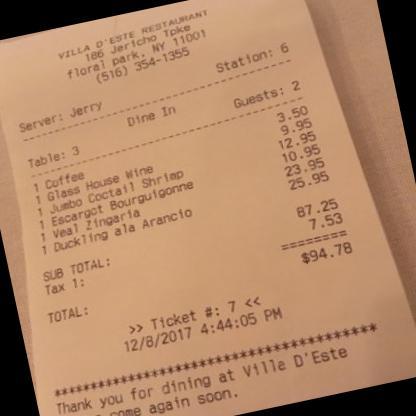 VILLA D'ESTE RESTAURANT
186 Jericho Tpke
floral park, NY 11001
(516) 354-1355
Server: Jerry Station: 6
Dine In
Table: 3 Guests: 2
1 Coffee 3.50
1 Glass House Wine 9.95
1 Jumbo Coctail Shrimp 12.95
1 Escargot Bourguigonne 10.95
1 Veal Zingaria 23.95
1 Duckling ala Arancio 25.95
SUB TOTAL: 87.25
Tax 1: 7.53
========
TOTAL: $94.78
>> Ticket #: 7 <<
12/8/2017 4:44:05 PM
****************************************
Thank you for dining at Ville D'Este
come again soon.